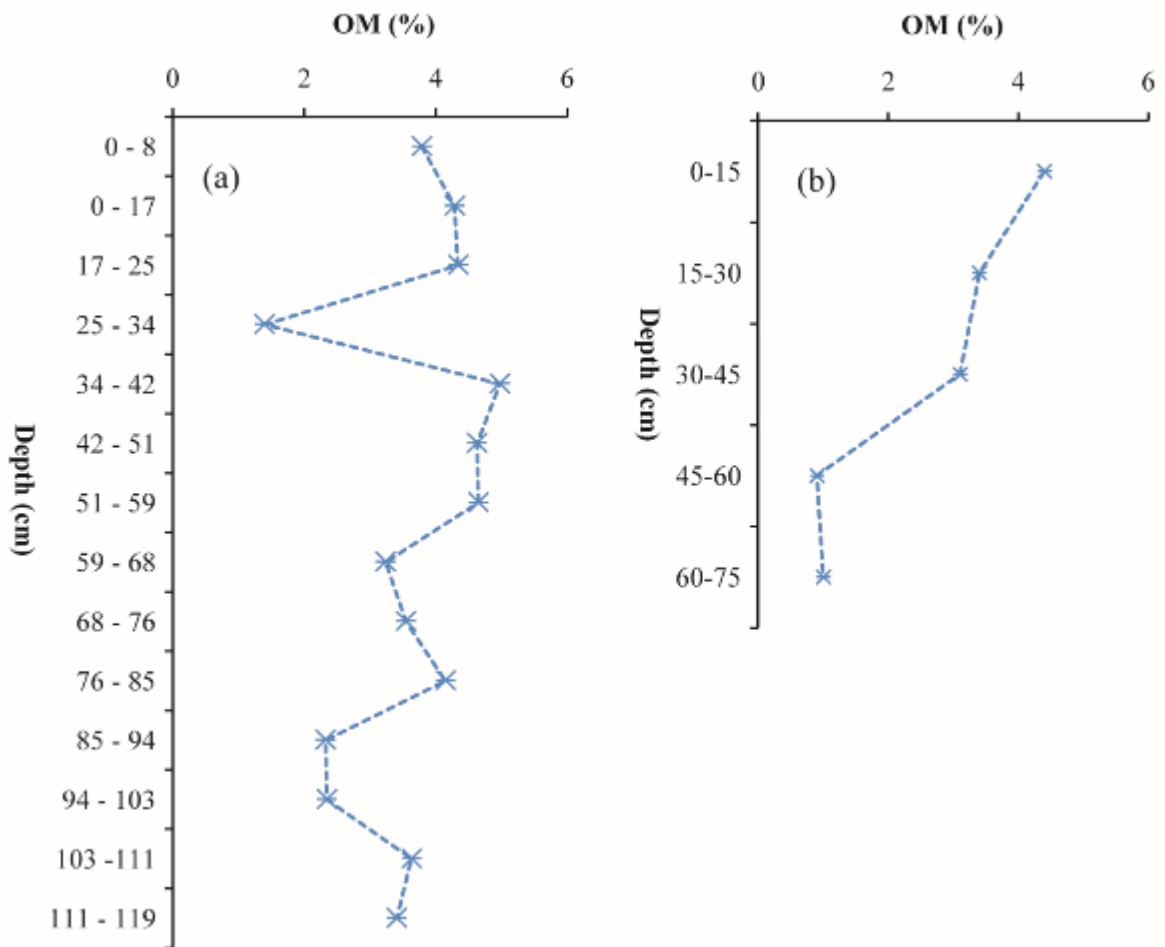 OM (%)
0 2 4 6
(a)
Depth (cm)
0 - 8
0 - 17
17 - 25
25 - 34
34 - 42
42 - 51
51 - 59
59 - 68
68 - 76
76 - 85
85 - 94
94 - 103
103 -111
111 - 119
OM (%)
0 2 4 6
(b)
Depth (cm)
0-15
15-30
30-45
45-60
60-75